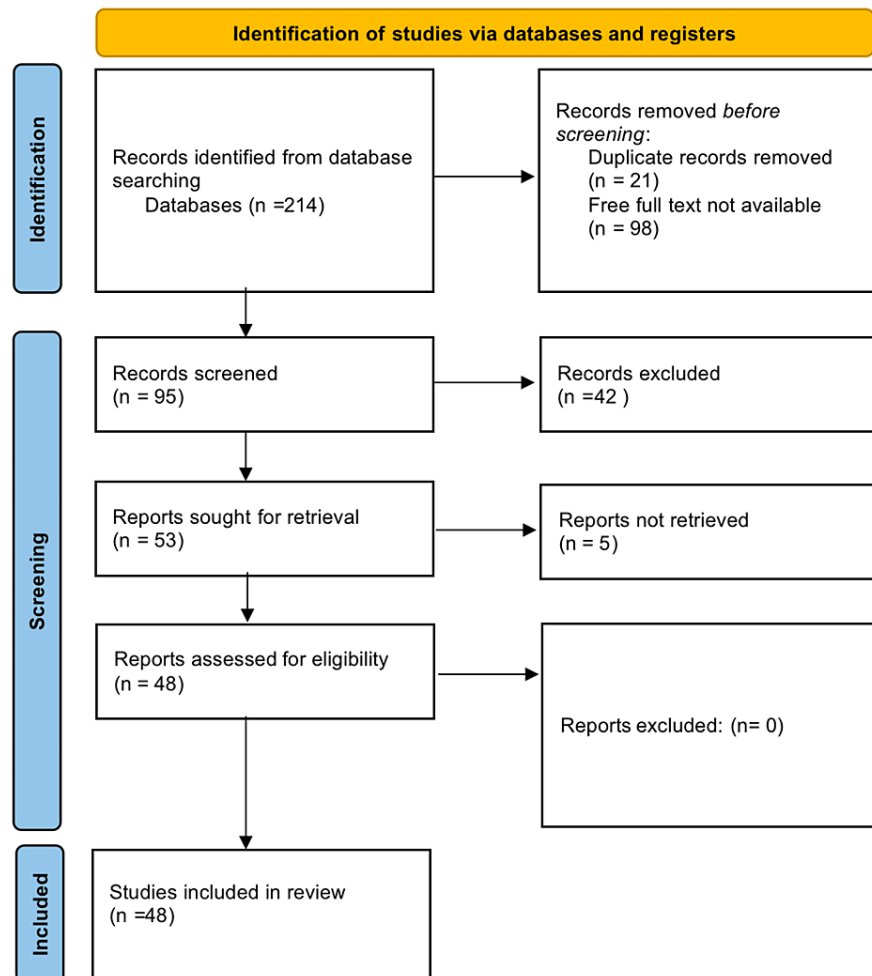 Identification of studies via databases and registers
Identification
Records identified from database
searching
Databases (n =214)
Records removed before
screening:
Duplicate records removed
(n = 21)
Free full text not available
(n = 98)
Screening
Records screened
(n = 95)
Records excluded
(n =42 )
Reports sought for retrieval
(n = 53)
Reports not retrieved
(n = 5)
Reports assessed for eligibility
(n = 48)
Reports excluded: (n= 0)
Included
Studies included in review
(n =48)